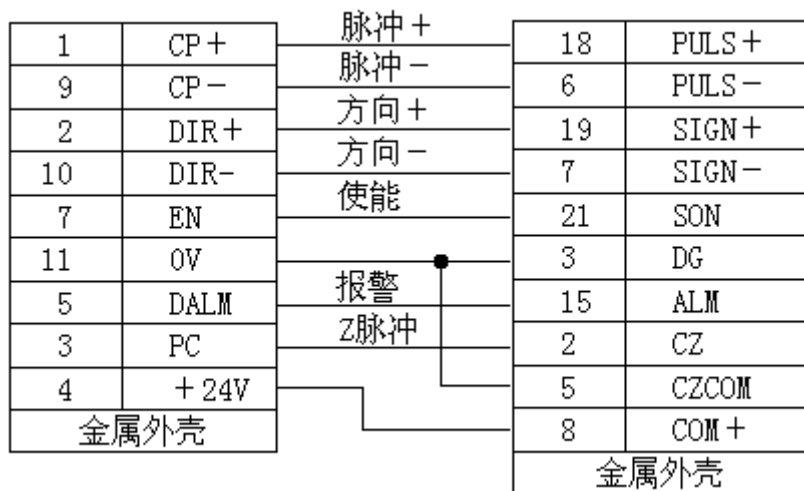 脉冲＋
1 CP＋ 18 PULS＋
脉冲－
9 CP－ 6 PULS－
方向＋
2 DIR＋ 19 SIGN＋
方向－
10 DIR- 7 SIGN－
使能
7 EN 21 SON
11 0V 3 DG
报警
5 DALM 15 ALM
Z脉冲
3 PC 2 CZ
4 ＋24V 5 CZCOM
金属外壳 8 COM＋
金属外壳